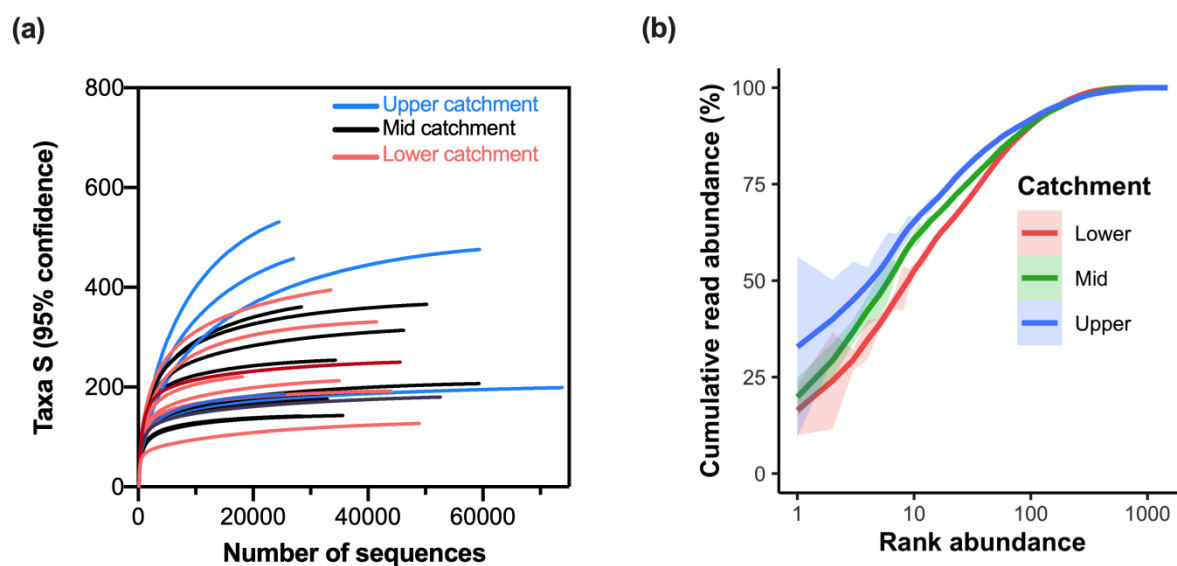 (a)
Taxa S (95% confidence)
800
600
400
200
0
Upper catchment
Mid catchment
Lower catchment
0 20000 40000 60000
Number of sequences
(b)
Cumulative read abundance (%)
100
75
50
25
0
Catchment
Lower
Mid
Upper
1 10 100 1000
Rank abundance